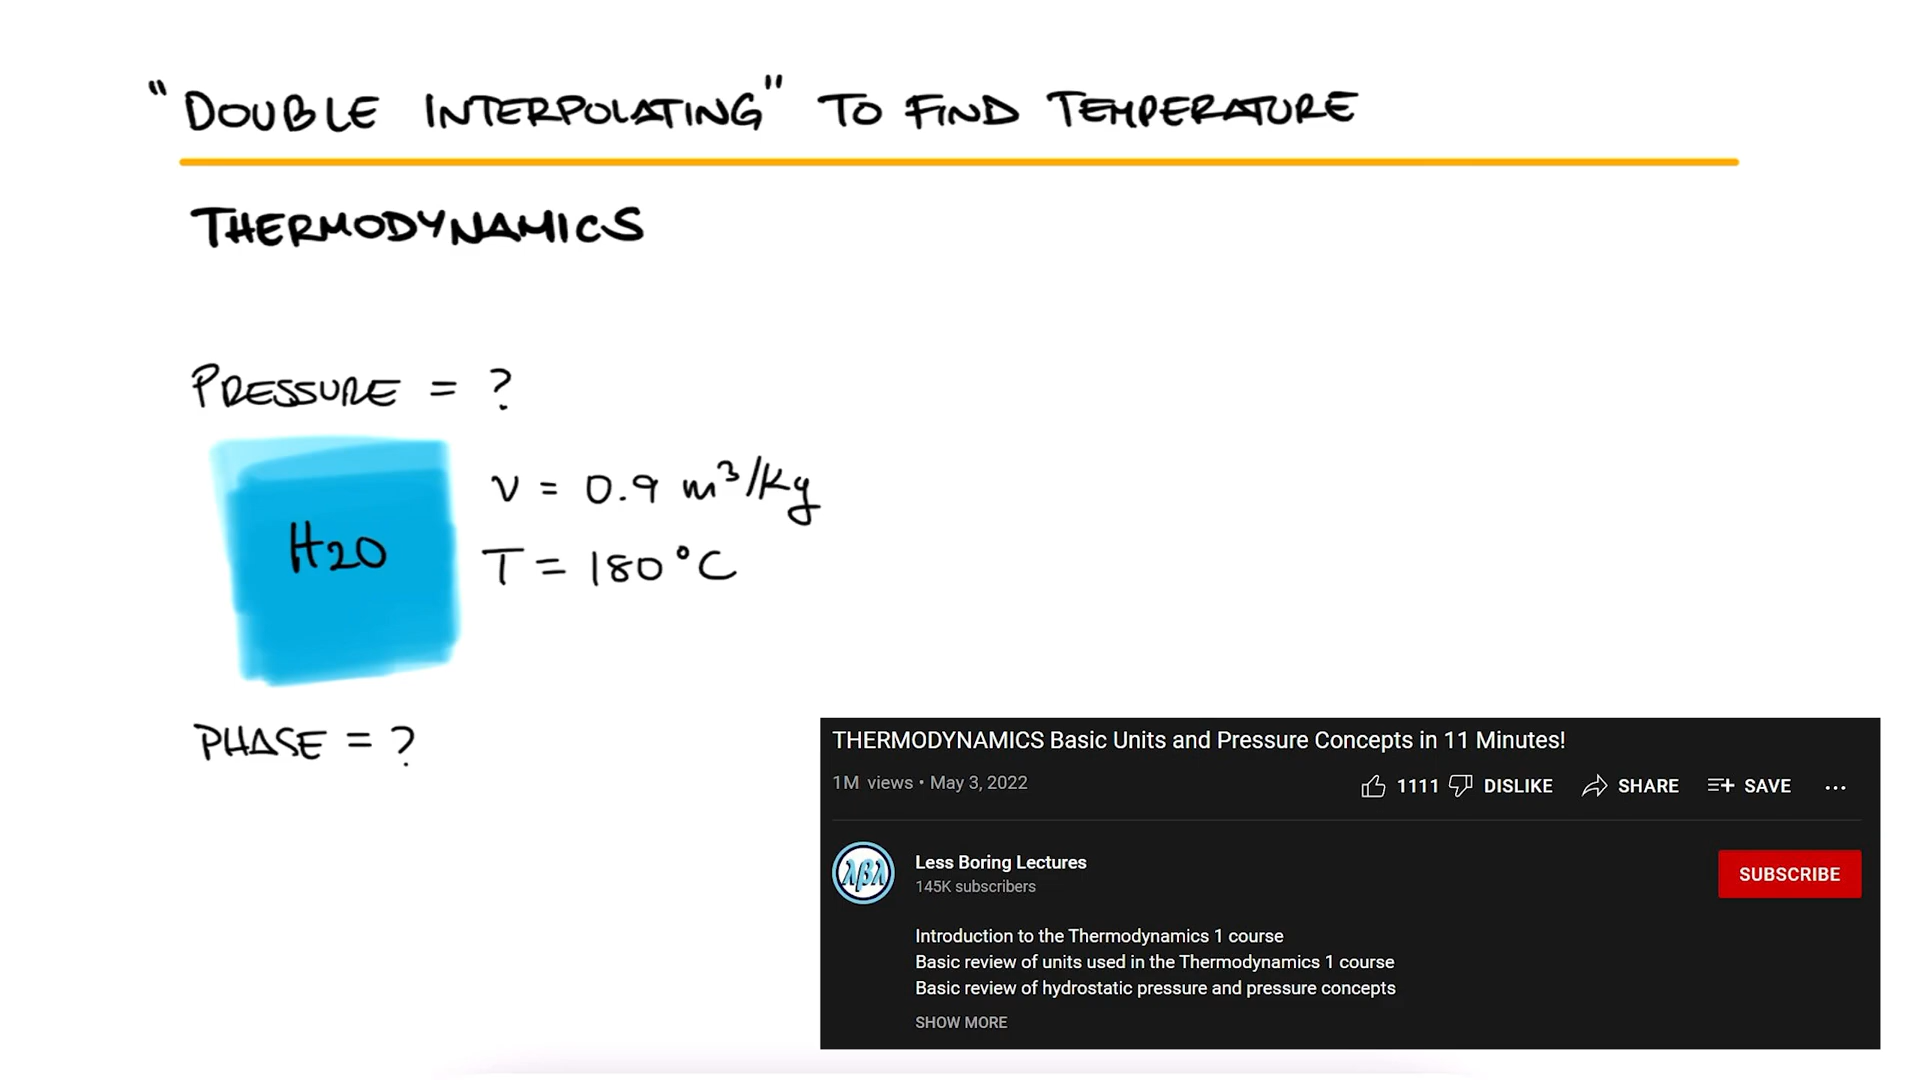 "DOUBLE INTERPOLATING" TO FIND TEMPERATURE
THERMODYNAMICS
PRESSURE = ?
H2O
ν = 0.9 m³/kg
T = 180°C
PHASE = ?
THERMODYNAMICS Basic Units and Pressure Concepts in 11 Minutes!
1M views • May 3, 2022
1111 DISLIKE SHARE SAVE ...
λβλ
Less Boring Lectures
145K subscribers
SUBSCRIBE
Introduction to the Thermodynamics 1 course
Basic review of units used in the Thermodynamics 1 course
Basic review of hydrostatic pressure and pressure concepts
SHOW MORE